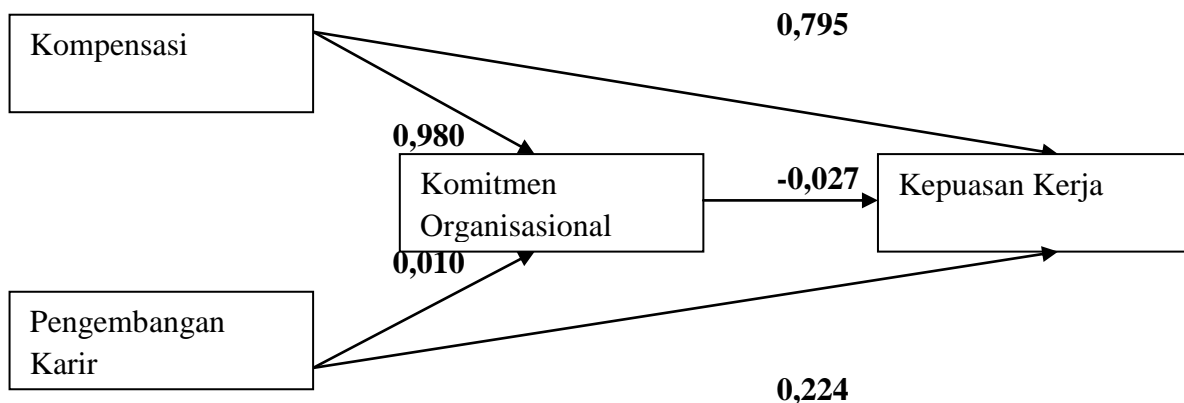 0,795
Kompensasi
0,980
Komitmen
Organisasional
-0,027
Kepuasan Kerja
0,010
Pengembangan
Karir
0,224